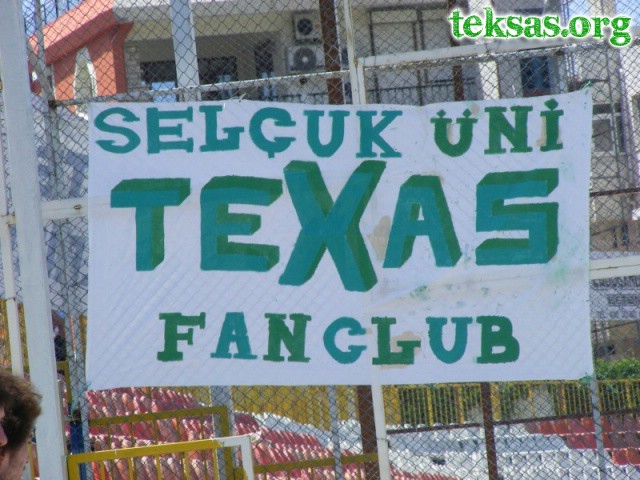 teksas.org
SELÇUK ÜNİ
TEXAS
FANCLUB